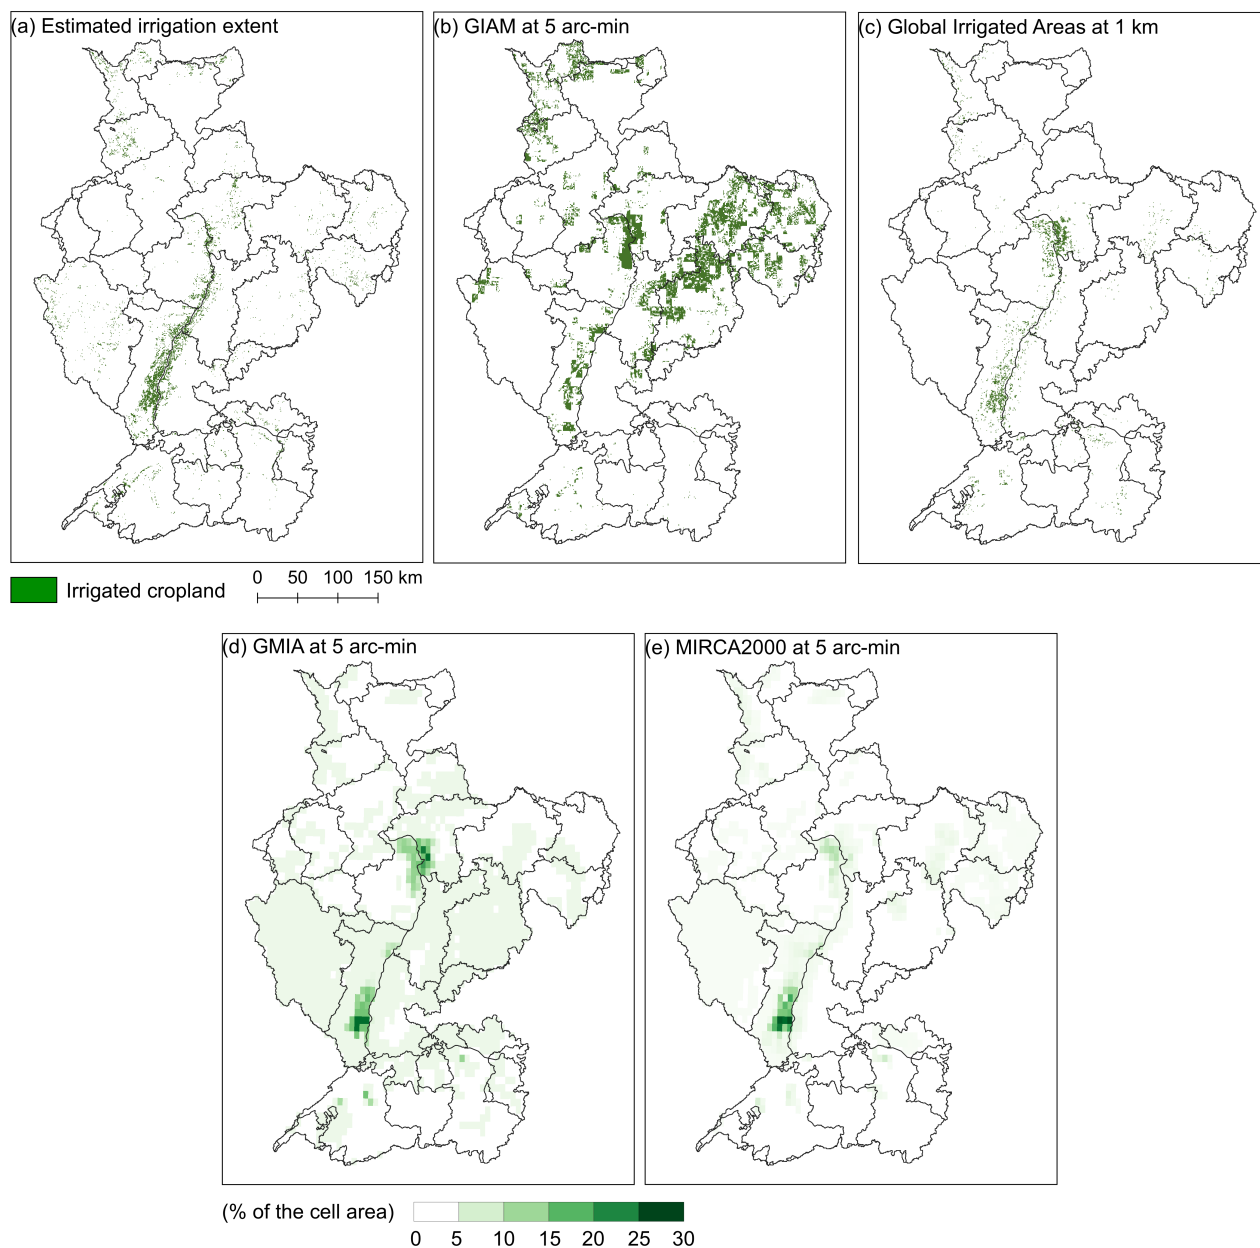 (a) Estimated irrigation extent
(b) GIAM at 5 arc-min
(c) Global Irrigated Areas at 1 km
Irrigated cropland
0 50 100 150 km
(d) GMIA at 5 arc-min
(e) MIRCA2000 at 5 arc-min
(% of the cell area)
0 5 10 15 20 25 30